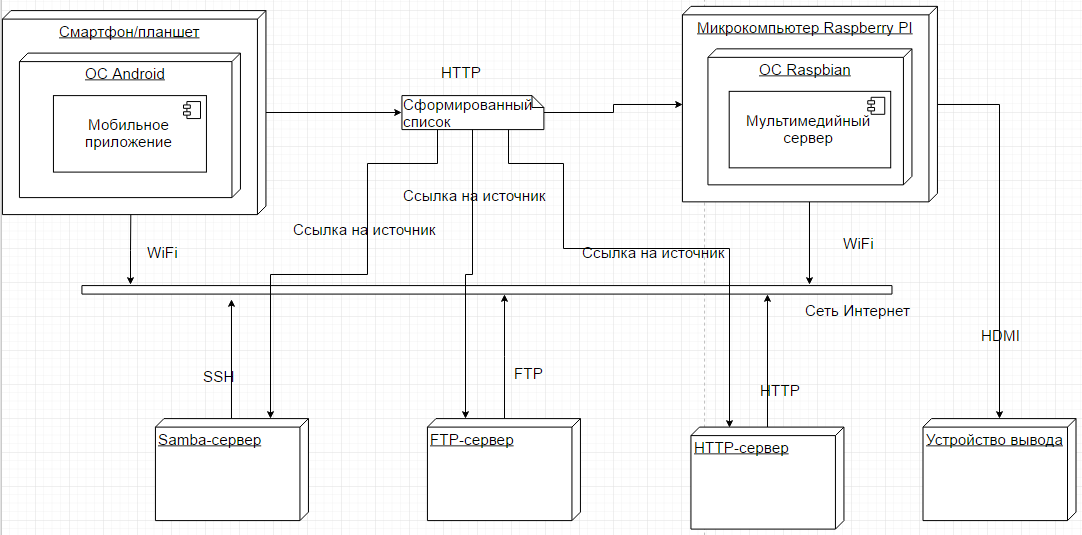 Смартфон/планшет
ОС Android
Мобильное
приложение
HTTP
Сформированный
список
Микрокомпьютер Raspberry PI
ОС Raspbian
Мультимедийный
сервер
Ссылка на источник
Ссылка на источник
Ссылка на источник
WiFi
WiFi
Сеть Интернет
SSH
FTP
HTTP
HDMI
Samba-сервер
FTP-сервер
HTTP-сервер
Устройство вывода